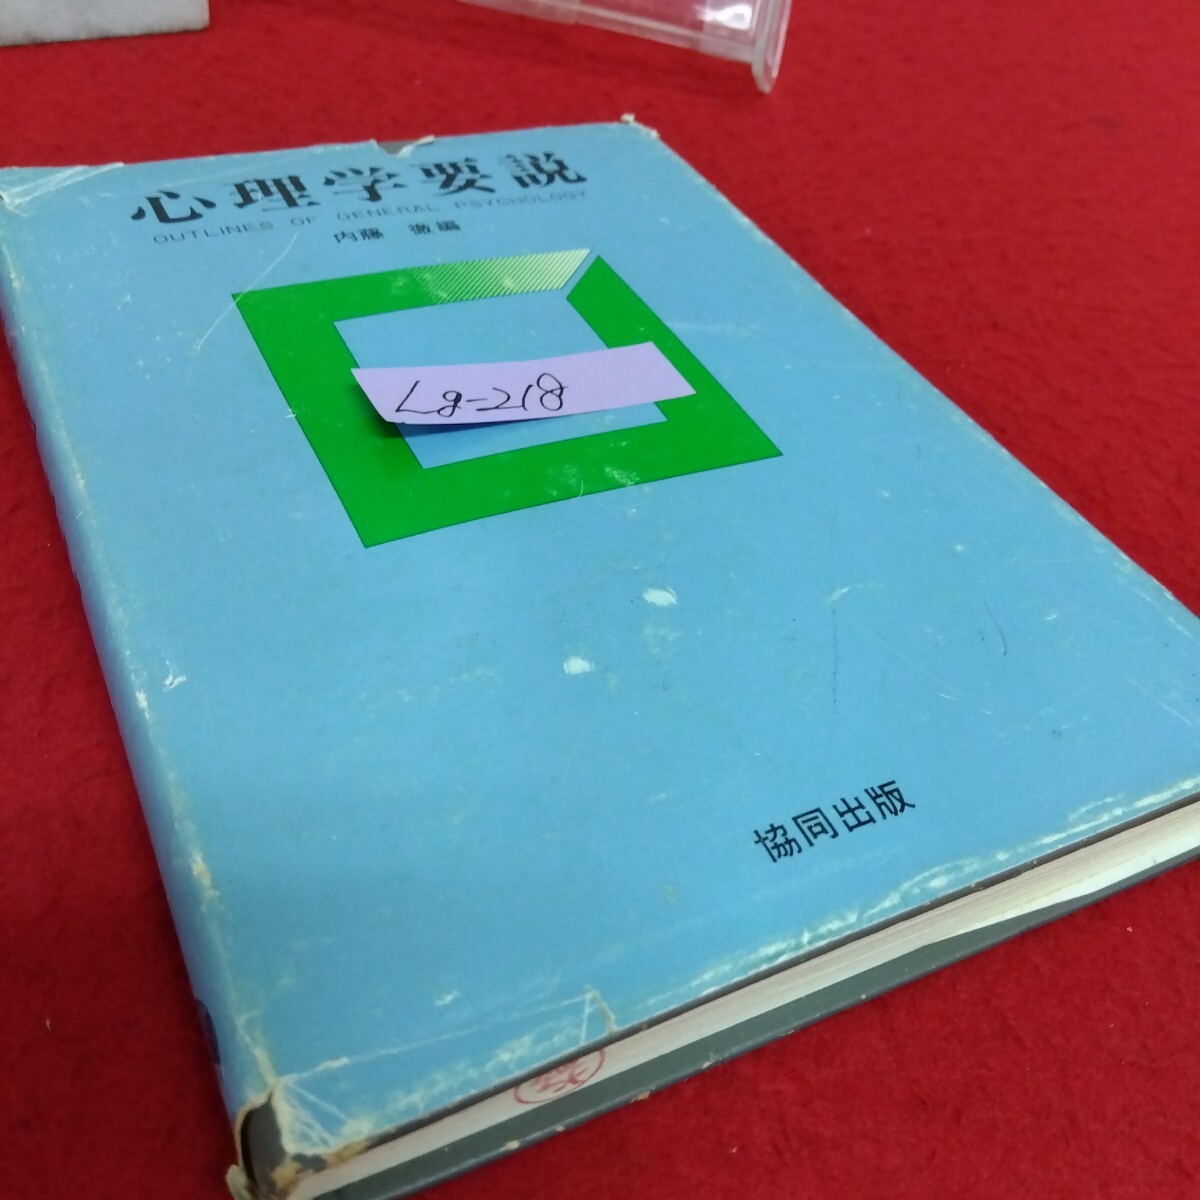 心理学要説
OUTLINES OF GENERAL PSYCHOLOGY
内藤 徹編
Lg-218
協同出版